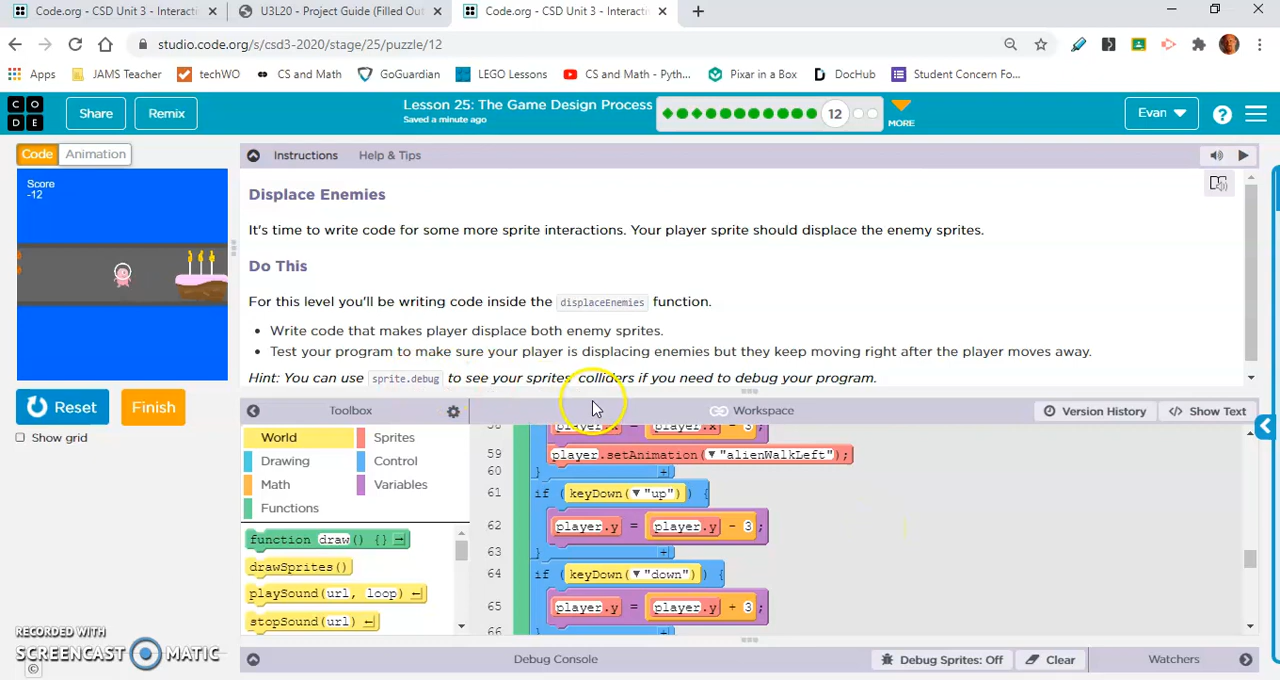 Code.org - CSD Unit 3 - Interacti
U3L20 - Project Guide (Filled Out
Code.org - CSD Unit 3 - Interacti
studio.code.org/s/csd3-2020/stage/25/puzzle/12
Apps JAMS Teacher techWO CS and Math GoGuardian LEGO Lessons CS and Math - Pyth... Pixar in a Box DocHub Student Concern Fo...
C O D E
Share
Remix
Lesson 25: The Game Design Process
Saved a minute ago
12
MORE
Evan
Code Animation
Instructions Help & Tips
Score
-12
Displace Enemies
It's time to write code for some more sprite interactions. Your player sprite should displace the enemy sprites.
Do This
For this level you'll be writing code inside the displaceEnemies function.
• Write code that makes player displace both enemy sprites.
• Test your program to make sure your player is displacing enemies but they keep moving right after the player moves away.
Hint: You can use sprite.debug to see your sprites' colliders if you need to debug your program.
Reset
Finish
Show grid
Toolbox
Workspace
Version History
</> Show Text
World Sprites
Drawing Control
Math Variables
Functions
function draw() {}
drawSprites()
playSound(url, loop)
stopSound(url)
58 player.x = player.x - 3;
59 player.setAnimation("alienWalkLeft");
60 }
61 if (keyDown("up")) {
62 player.y = player.y - 3;
63 }
64 if (keyDown("down")) {
65 player.y = player.y + 3;
66
Debug Console
Debug Sprites: Off
Clear
Watchers
RECORDED WITH
SCREENCAST MATIC
©